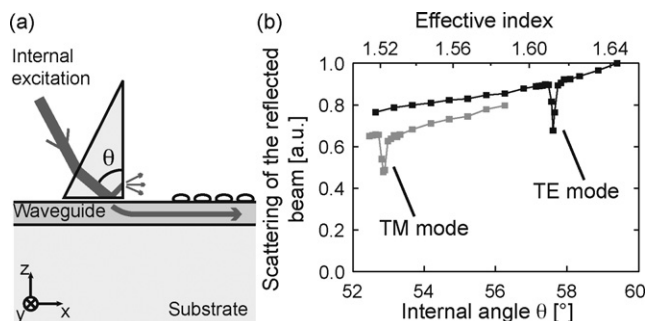 (a)
Internal
excitation
θ
Waveguide
z
y
x
Substrate
(b)
Effective index
1.52
1.56
1.60
1.64
Scattering of the reflected
beam [a.u.]
1.0
0.8
0.6
0.4
0.2
0.0
TE mode
TM mode
52
54
56
58
60
Internal angle θ [°]